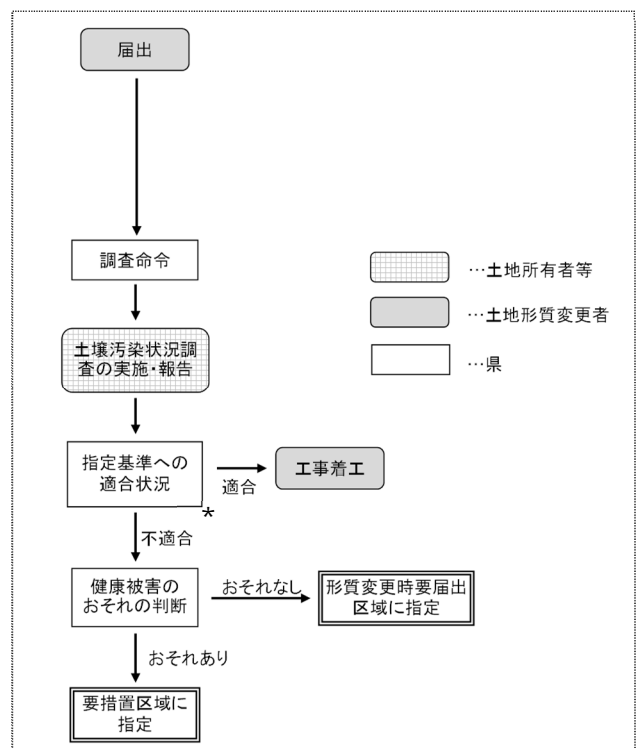 届出
調査命令
…土地所有者等
…土地形質変更者
…県
土壌汚染状況調
査の実施・報告
指定基準への
適合状況
*
適合
工事着工
不適合
健康被害の
おそれの判断
おそれなし
形質変更時要届出
区域に指定
おそれあり
要措置区域に
指定